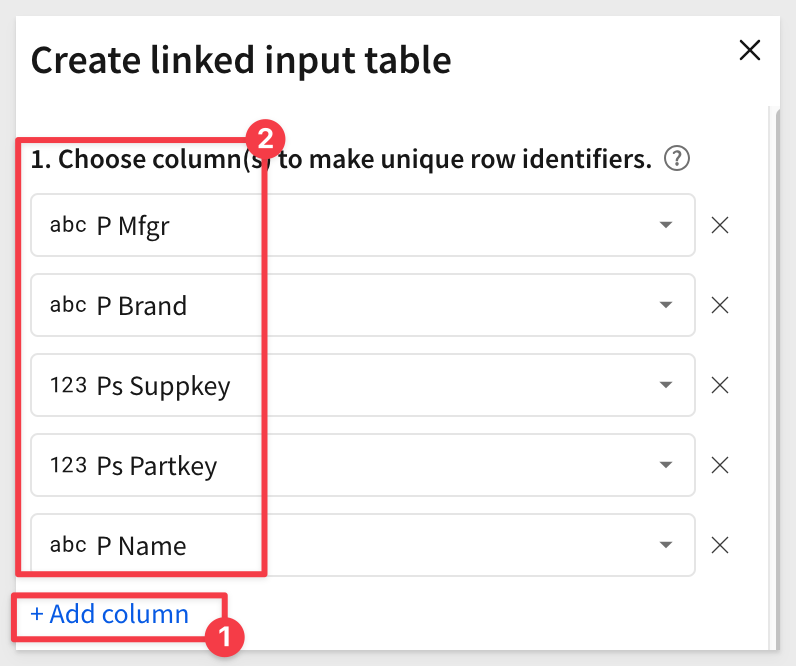 Create linked input table
2
1. Choose column(s) to make unique row identifiers. ?
abc P Mfgr
abc P Brand
123 Ps Suppkey
123 Ps Partkey
abc P Name
+ Add column
1